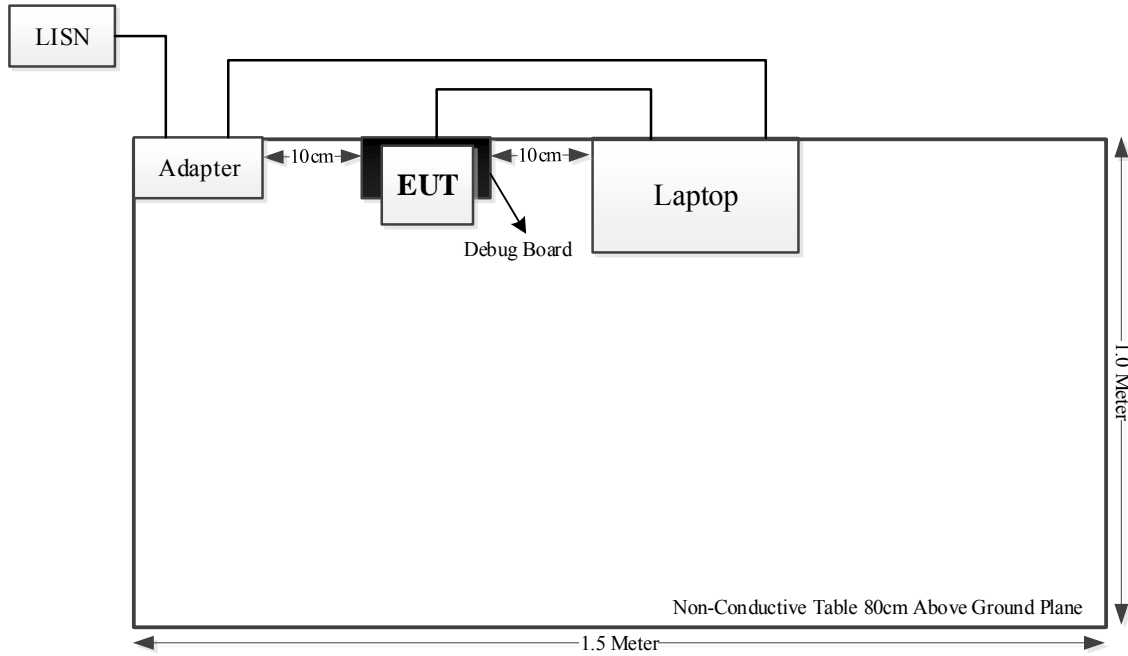 LISN
Adapter
10cm
EUT
10cm
Laptop
Debug Board
1.0 Meter
Non-Conductive Table 80cm Above Ground Plane
1.5 Meter